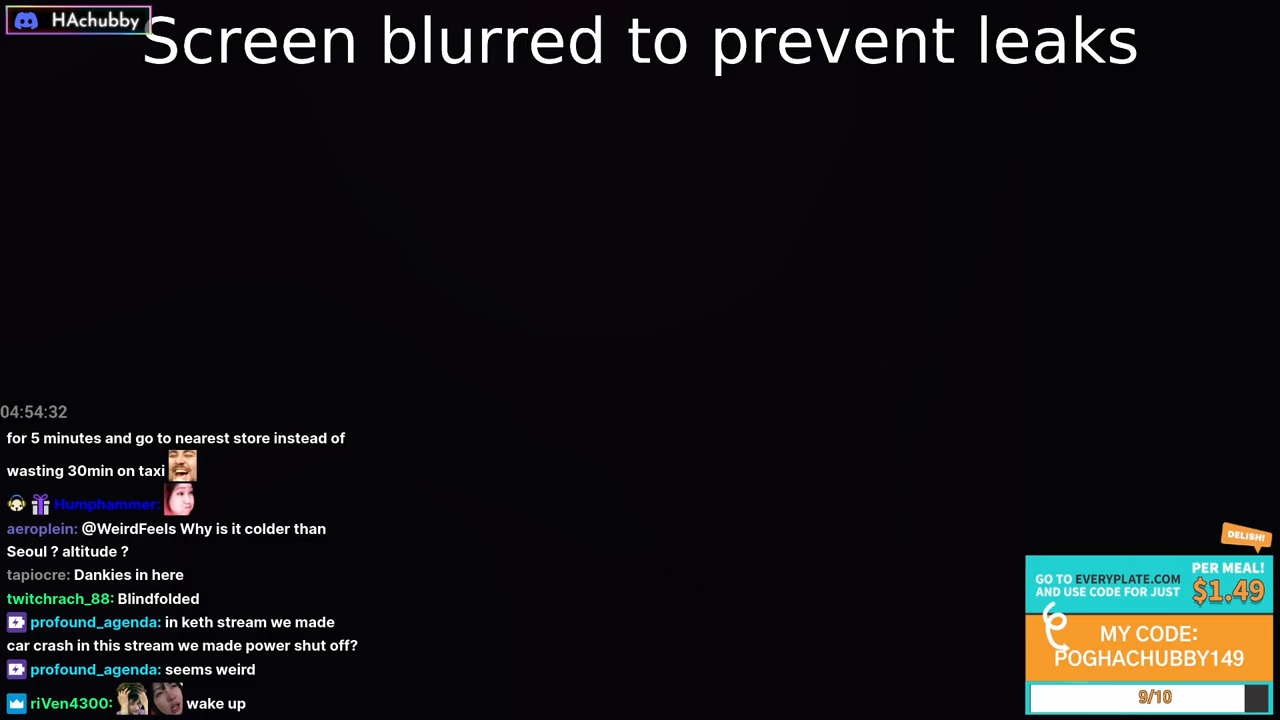 HAchubby
Screen blurred to prevent leaks
04:54:32
for 5 minutes and go to nearest store instead of
wasting 30min on taxi
Humphammer:
aeroplein: @WeirdFeels Why is it colder than
Seoul ? altitude ?
tapiocre: Dankies in here
twitchrach_88: Blindfolded
profound_agenda: in keth stream we made
car crash in this stream we made power shut off?
profound_agenda: seems weird
riVen4300: wake up
DELISH!
GO TO EVERYPLATE.COM
AND USE CODE FOR JUST
PER MEAL!
$1.49
MY CODE:
POGHACHUBBY149
9/10